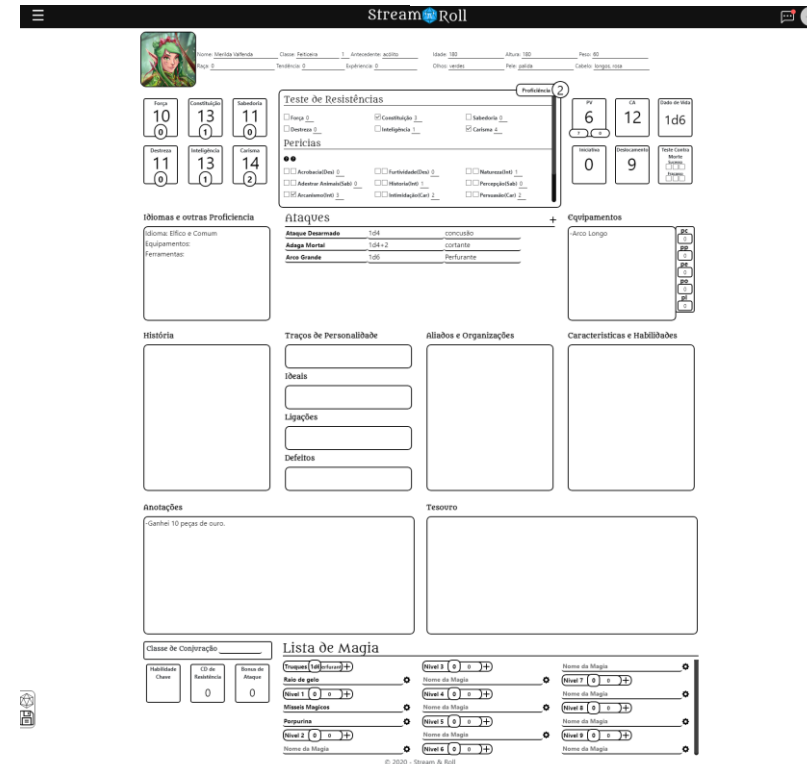 Stream & Roll
Nome: Merilda Valfenda Classe: Feiticeira 1 Antecedente: acólito Idade: 180 Altura: 180 Peso: 60
Raça: 0 Tendência: 0 Expêriencia: 0 Olhos: verdes Pele: palida Cabelo: longos, rosa
Força Constituição Sabedoria
10 13 11
0 1 0
Destreza Inteligência Carisma
11 13 14
0 1 2
Proficiência 2
Teste de Resistências
Força 0 Constituição 3 Sabedoria 0
Destreza 0 Inteligência 1 Carisma 4
Pericias
Acrobacia(Des) 0 Furtividade(Des) 0 Natureza(Int) 1
Adestrar Animais(Sab) 0 Historia(Int) 1 Percepção(Sab) 0
Arcanismo(Int) 3 Intimidação(Car) 2 Persuasão(Car) 2
PV CA Dado de Vida
6 12 1d6
Iniciativa Deslocamento Teste Contra Morte
0 9
Idiomas e outras Proficiencia
Idioma: Elfico e Comum
Equipamentos:
Ferramentas:
Ataques +
Ataque Desarmado 1d4 concusão
Adaga Mortal 1d4+2 cortante
Arco Grande 1d6 Perfurante
Equipamentos
-Arco Longo
pc
0
pp
0
pe
0
po
0
pl
0
História Traços de Personalidade Aliados e Organizações Caracteristicas e Habilidades
Ideais
Ligações
Defeitos
Anotações Tesouro
-Ganhei 10 peças de ouro.
Classe de Conjuração
Habilidade Chave CD de Resistência Bonus de Ataque
0 0
Lista de Magia
Truques 1d6 +
Raio de gelo
Nivel 1 0 0 +
Misseis Magicos
Perpurina
Nivel 2 0 0 +
Nome da Magia
Nivel 3 0 0 +
Nome da Magia
Nivel 4 0 0 +
Nome da Magia
Nivel 5 0 0 +
Nome da Magia
Nivel 6 0 0 +
Nome da Magia
Nivel 7 0 0 +
Nome da Magia
Nivel 8 0 0 +
Nome da Magia
Nivel 9 0 0 +
Nome da Magia
© 2020 - Stream & Roll